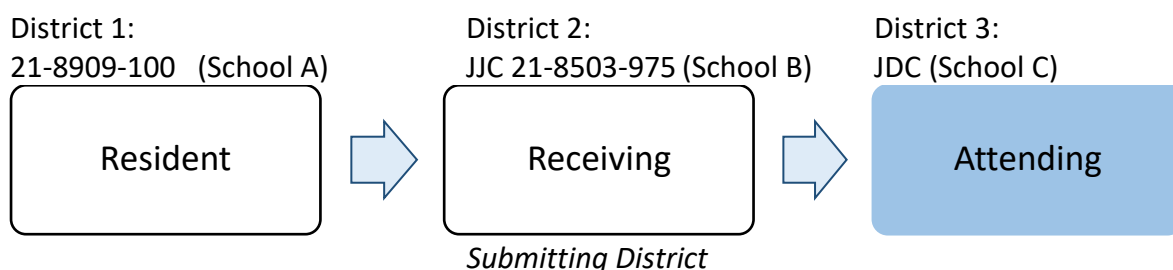 District 1:
21-8909-100 (School A)
District 2:
JJC 21-8503-975 (School B)
District 3:
JDC (School C)
Resident
Receiving
Attending
Submitting District